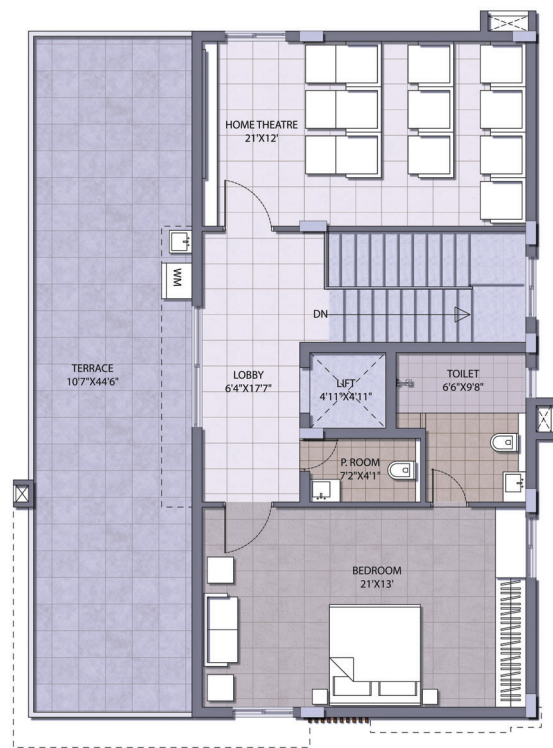 HOME THEATRE
21'X12'
WM
DN
TERRACE
10'7"X44'6"
LOBBY
6'4"X17'7"
LIFT
4'11"X4'11"
TOILET
6'6"X9'8"
P. ROOM
7'2"X4'1"
BEDROOM
21'X13'